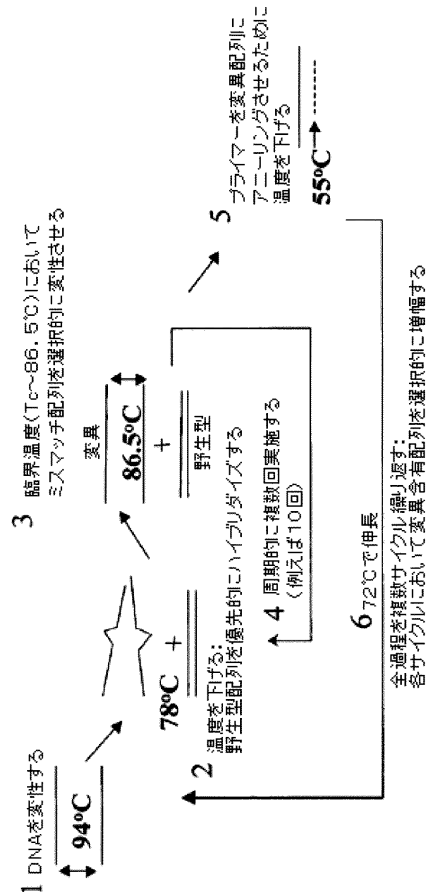 1 DNAを変性する
94℃
78℃
2 温度を下げる:
野生型配列を優先的にハイブリダイズする
3 臨界温度(Tc~86.5℃)において
ミスマッチ配列を選択的に変性させる
変異
86.5℃
+
+
野生型
4 周期的に複数回実施する
(例えば10回)
5 プライマーを変異配列に
アニーリングさせるために
温度を下げる
55℃
6 72℃で伸長
全過程を複数サイクル繰り返す:
各サイクルにおいて変異含有配列を選択的に増幅する